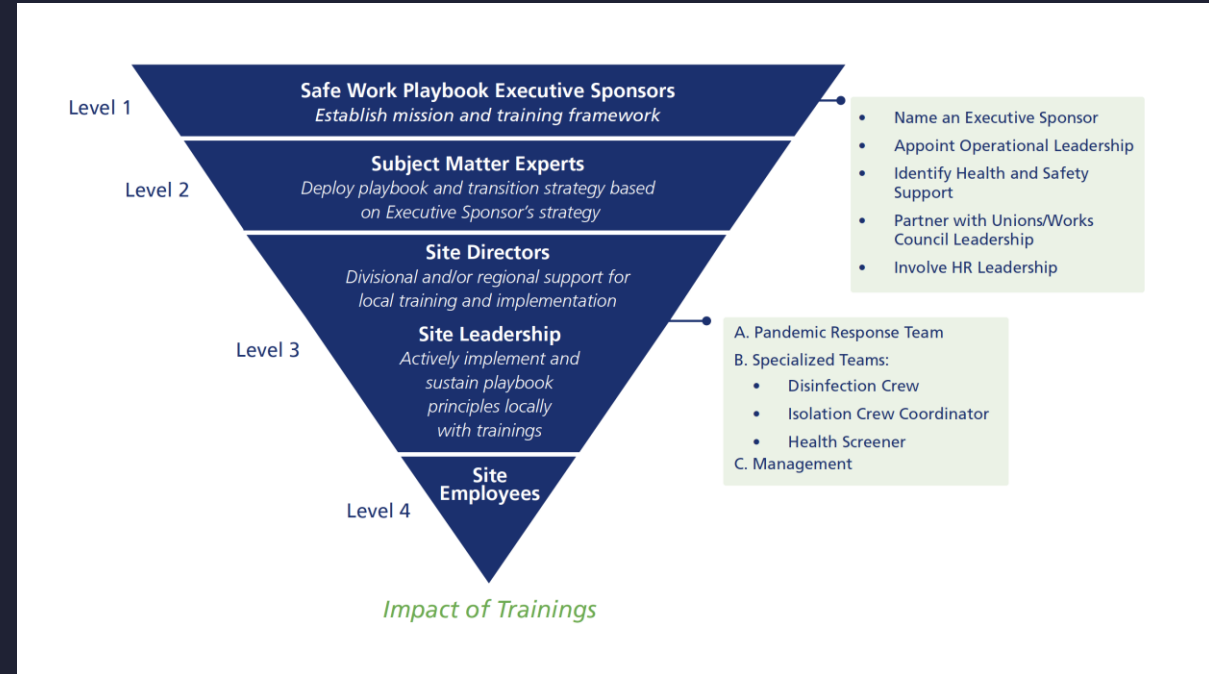 Level 1
Safe Work Playbook Executive Sponsors
Establish mission and training framework
Level 2
Subject Matter Experts
Deploy playbook and transition strategy based
on Executive Sponsor’s strategy
Level 3
Site Directors
Divisional and/or regional support for
local training and implementation
Site Leadership
Actively implement and
sustain playbook
principles locally
with trainings
Level 4
Site
Employees
Impact of Trainings
• Name an Executive Sponsor
• Appoint Operational Leadership
• Identify Health and Safety
Support
• Partner with Unions/Works
Council Leadership
• Involve HR Leadership
A. Pandemic Response Team
B. Specialized Teams:
• Disinfection Crew
• Isolation Crew Coordinator
• Health Screener
C. Management